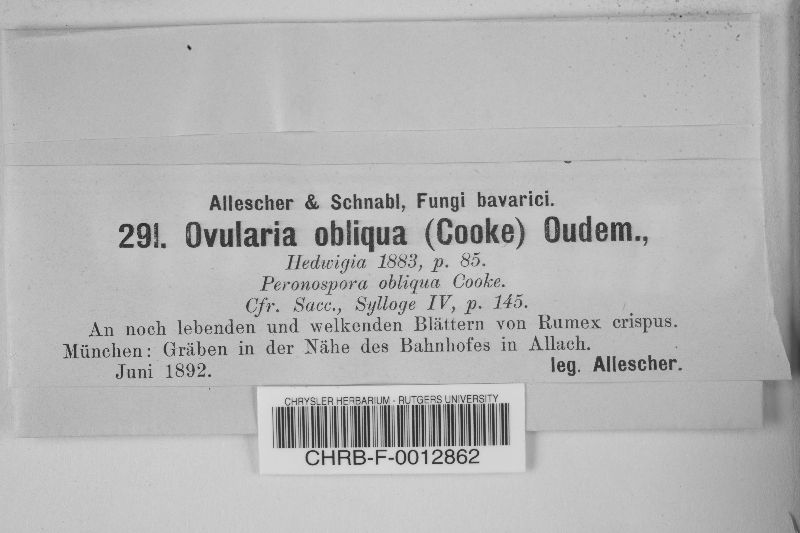 Allescher & Schnabl, Fungi bavarici.
291. Ovularia obliqua (Cooke) Oudem.,
Hedwigia 1883, p. 85.
Peronospora obliqua Cooke.
Cfr. Sacc., Sylloge IV, p. 145.
An noch lebenden und welkenden Blättern von Rumex crispus.
München: Gräben in der Nähe des Bahnhofes in Allach.
Juni 1892. leg. Allescher.
CHRYSLER HERBARIUM - RUTGERS UNIVERSITY
CHRB-F-0012862